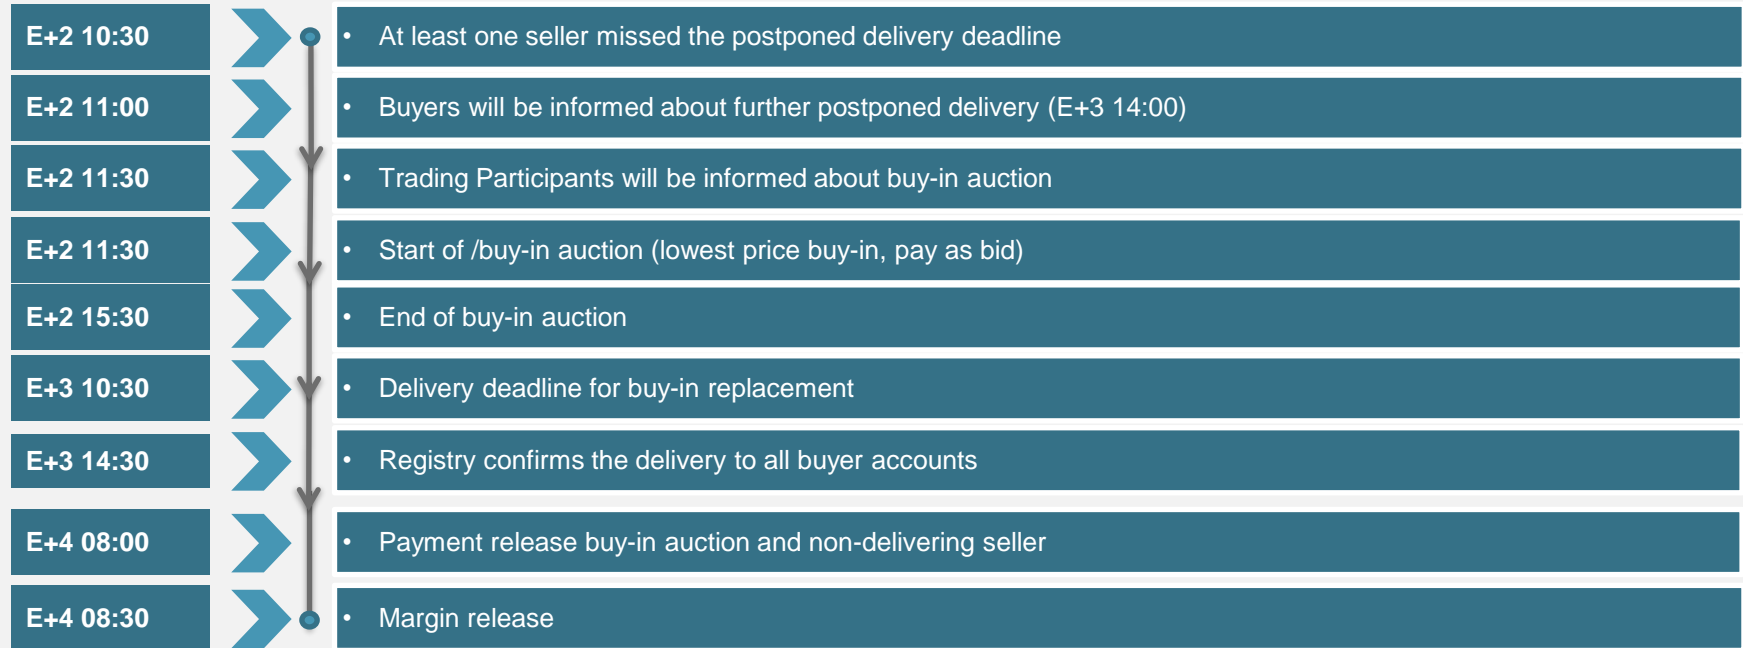 E+2 10:30 • At least one seller missed the postponed delivery deadline
E+2 11:00 • Buyers will be informed about further postponed delivery (E+3 14:00)
E+2 11:30 • Trading Participants will be informed about buy-in auction
E+2 11:30 • Start of /buy-in auction (lowest price buy-in, pay as bid)
E+2 15:30 • End of buy-in auction
E+3 10:30 • Delivery deadline for buy-in replacement
E+3 14:30 • Registry confirms the delivery to all buyer accounts
E+4 08:00 • Payment release buy-in auction and non-delivering seller
E+4 08:30 • Margin release